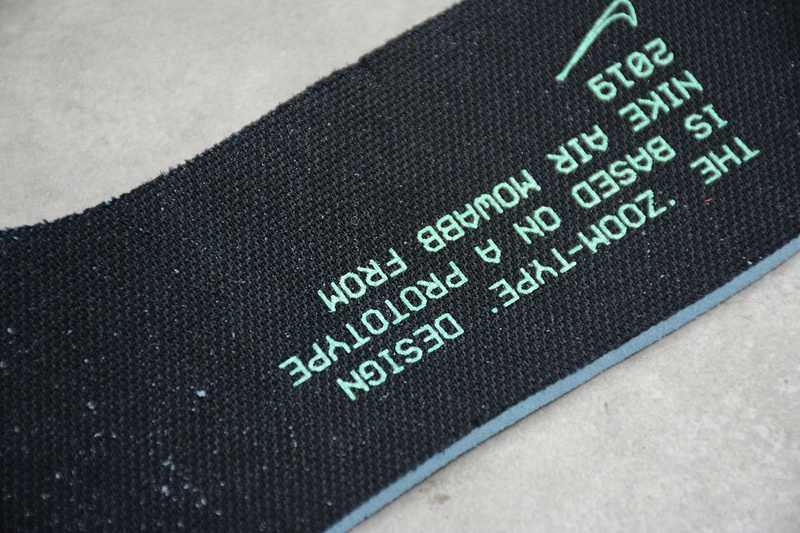 THE 'ZOOM-TYPE' DESIGN
IS BASED ON A PROTOTYPE
NIKE AIR MOWABB FROM
2019